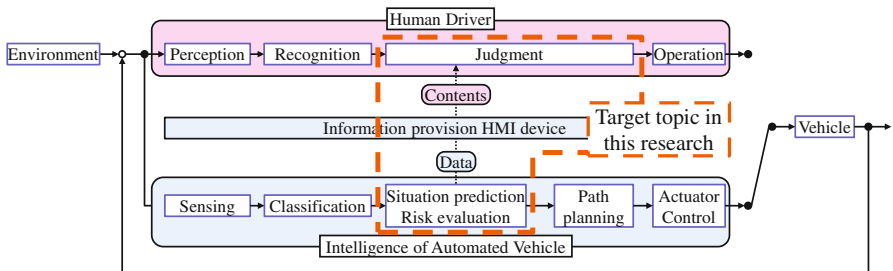 Human Driver
Environment
Perception
Recognition
Judgment
Operation
Contents
Information provision HMI device
Target topic in
this research
Vehicle
Data
Sensing
Classification
Situation prediction
Risk evaluation
Path
planning
Actuator
Control
Intelligence of Automated Vehicle